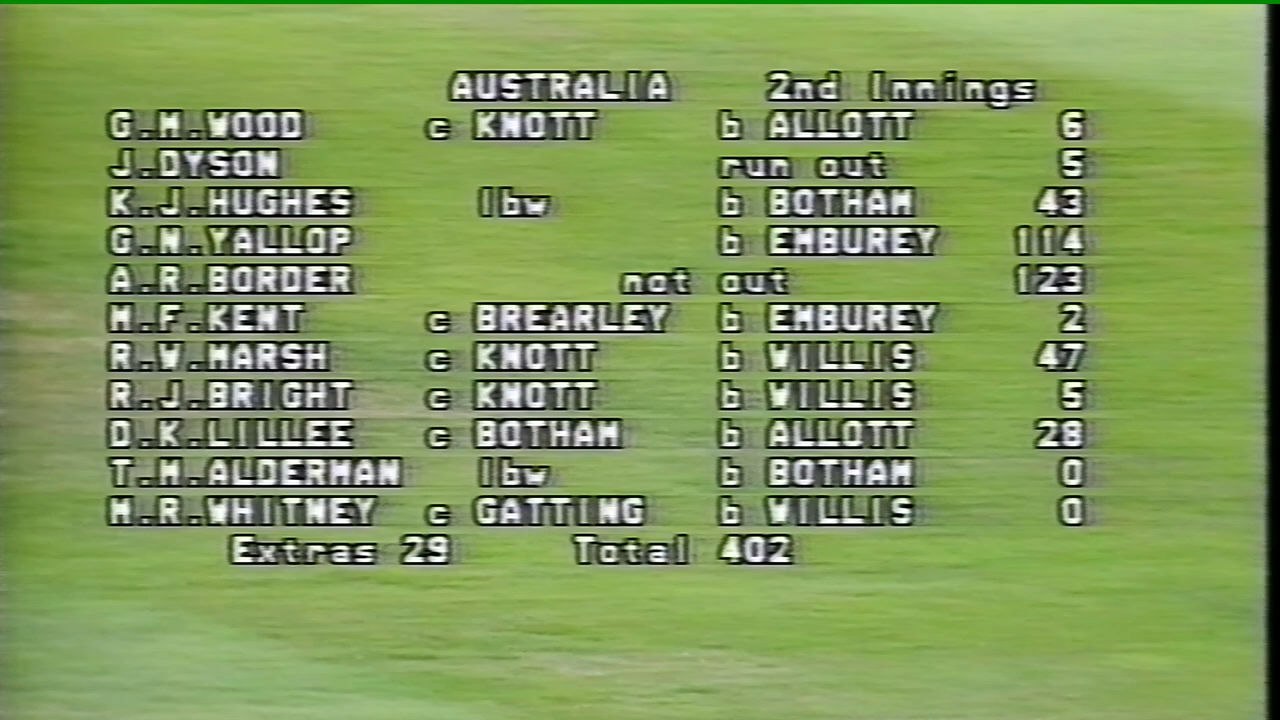 AUSTRALIA 2nd Innings
G.M.WOOD c KNOTT b ALLOTT 6
J.DYSON run out 5
K.J.HUGHES lbw b BOTHAM 43
G.N.YALLOP b EMBUREY 114
A.R.BORDER not out 123
M.F.KENT c BREARLEY b EMBUREY 2
R.W.MARSH c KNOTT b WILLIS 47
R.J.BRIGHT c KNOTT b WILLIS 5
D.K.LILLEE c BOTHAM b ALLOTT 28
T.M.ALDERMAN lbw b BOTHAM 0
M.R.WHITNEY c GATTING b WILLIS 0
Extras 29 Total 402